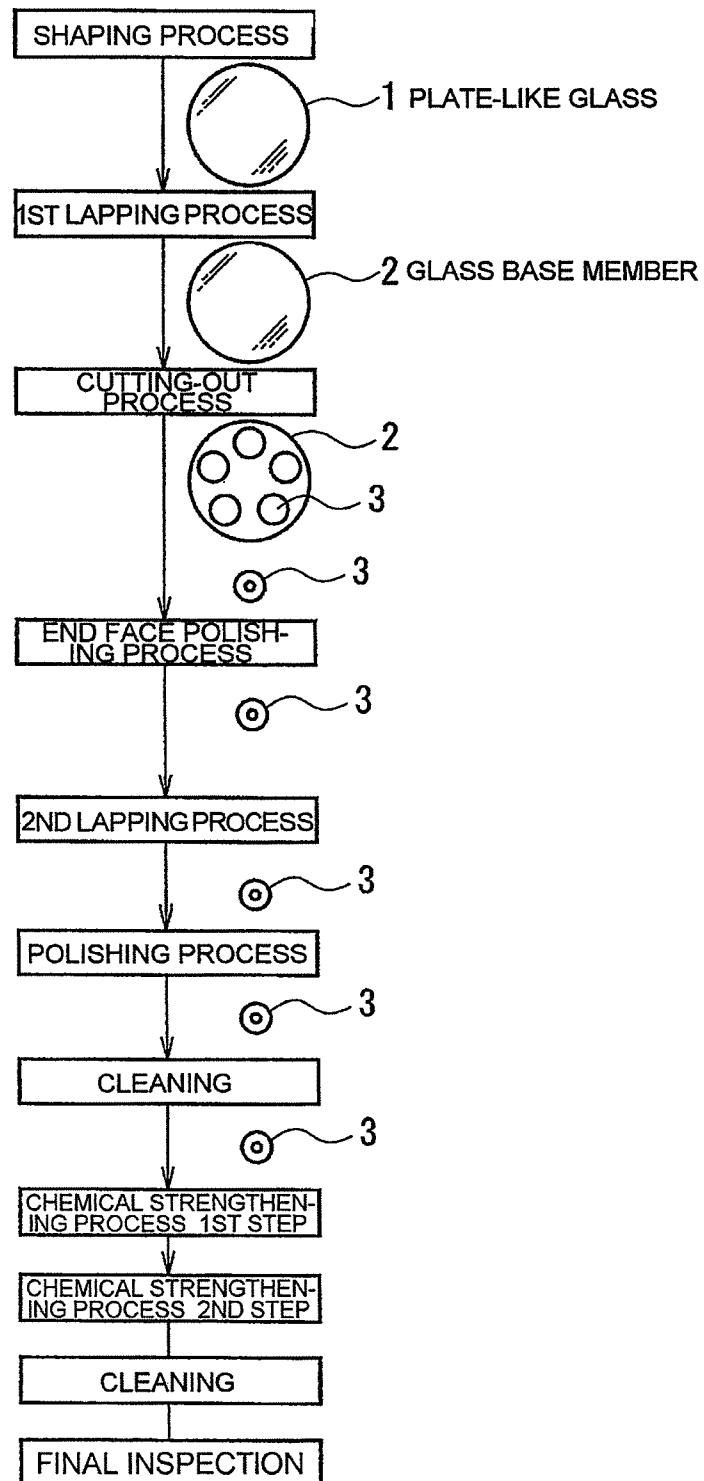 SHAPING PROCESS
1 PLATE-LIKE GLASS
1ST LAPPING PROCESS
2 GLASS BASE MEMBER
CUTTING-OUT
PROCESS
2
3
3
END FACE POLISH-
ING PROCESS
3
2ND LAPPING PROCESS
3
POLISHING PROCESS
3
CLEANING
3
CHEMICAL STRENGTHEN-
ING PROCESS 1ST STEP
CHEMICAL STRENGTHEN-
ING PROCESS 2ND STEP
CLEANING
FINAL INSPECTION